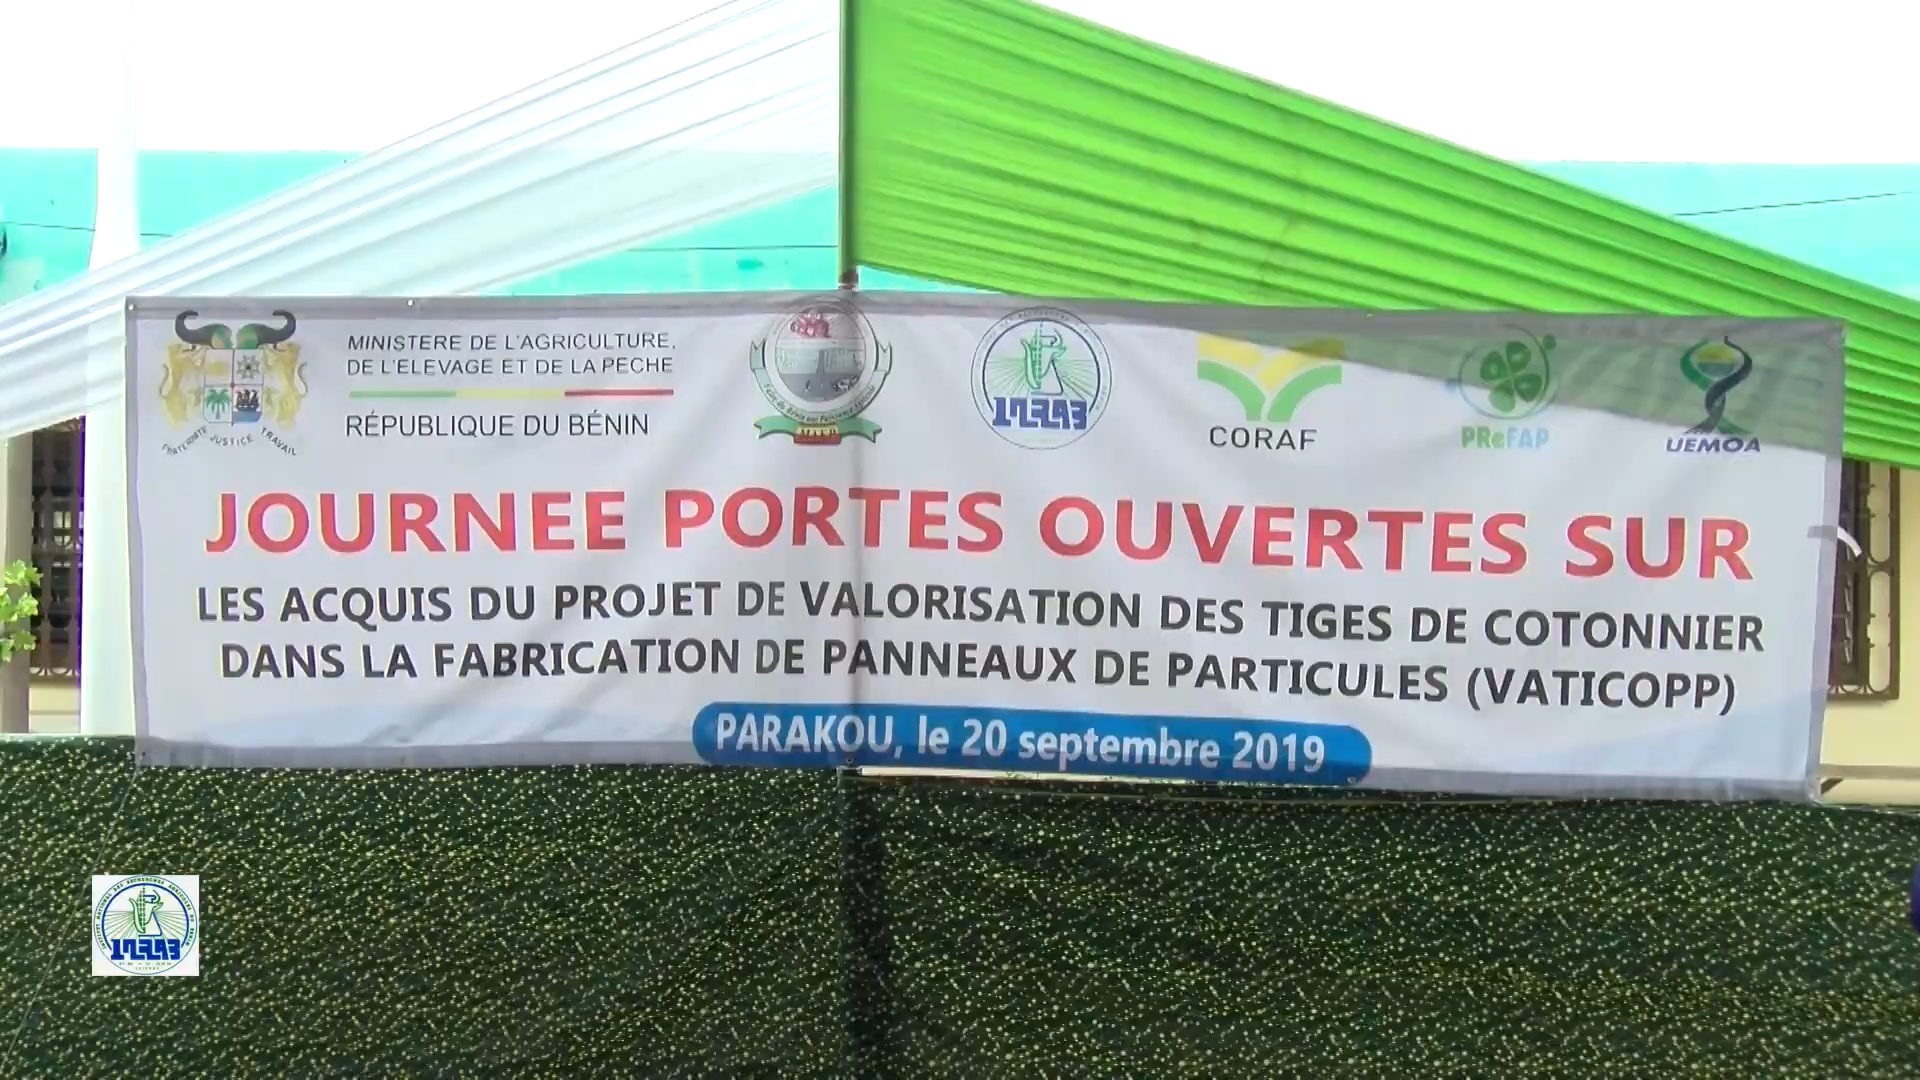 MINISTERE DE L'AGRICULTURE,
DE L'ELEVAGE ET DE LA PECHE
RÉPUBLIQUE DU BÉNIN
FRATERNITE JUSTICE TRAVAIL
CORAF
PReFAP
UEMOA
JOURNEE PORTES OUVERTES SUR
LES ACQUIS DU PROJET DE VALORISATION DES TIGES DE COTONNIER
DANS LA FABRICATION DE PANNEAUX DE PARTICULES (VATICOPP)
PARAKOU, le 20 septembre 2019